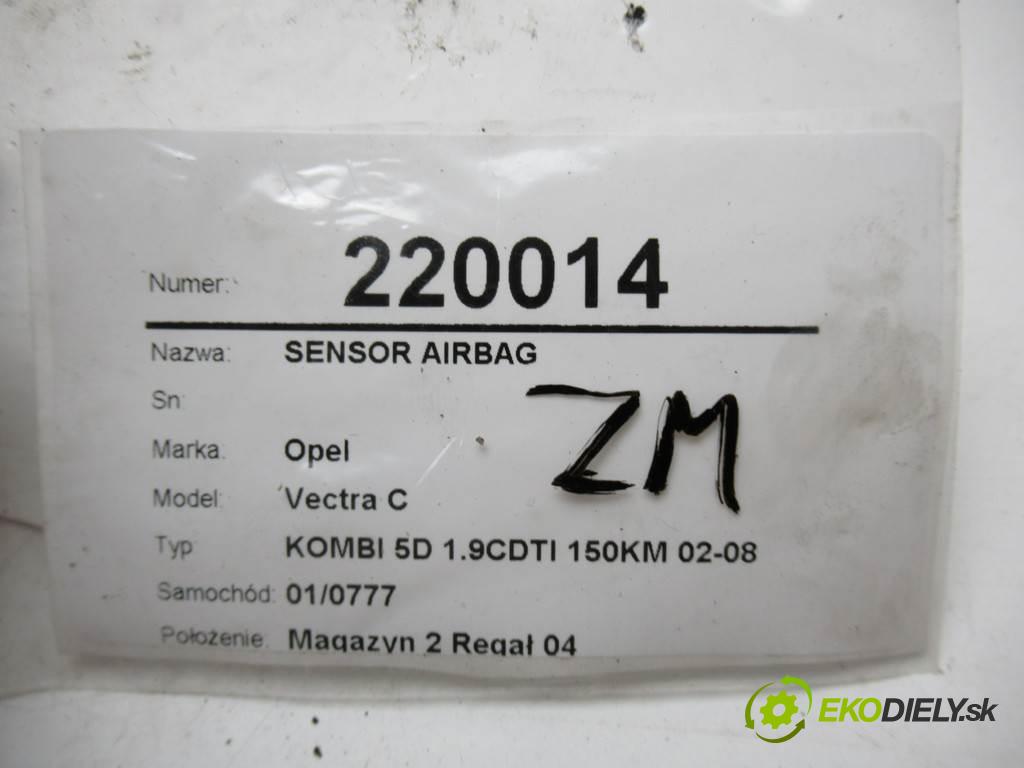 Numer: 220014
Nazwa: SENSOR AIRBAG
Sn:
ZM
Marka: Opel
Model: Vectra C
Typ: KOMBI 5D 1.9CDTI 150KM 02-08
Samochód: 01/0777
Położenie: Magazyn 2 Regał 04
EKODIELY.sk